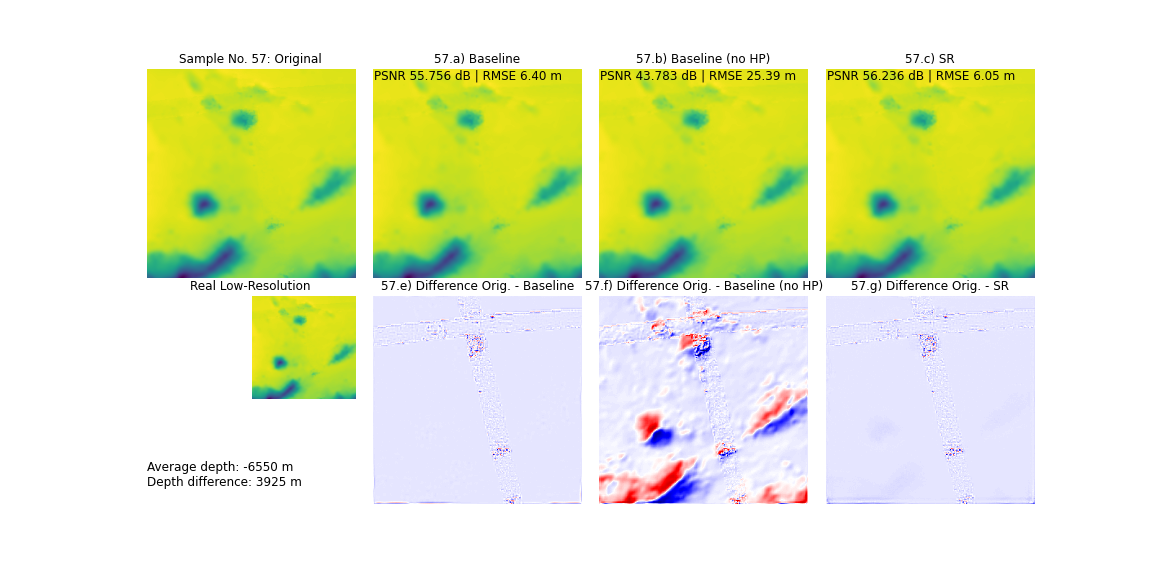 Sample No. 57: Original
57.a) Baseline
57.b) Baseline (no HP)
57.c) SR
PSNR 55.756 dB | RMSE 6.40 m
PSNR 43.783 dB | RMSE 25.39 m
PSNR 56.236 dB | RMSE 6.05 m
Real Low-Resolution
57.e) Difference Orig. - Baseline
57.f) Difference Orig. - Baseline (no HP)
57.g) Difference Orig. - SR
Average depth: -6550 m
Depth difference: 3925 m